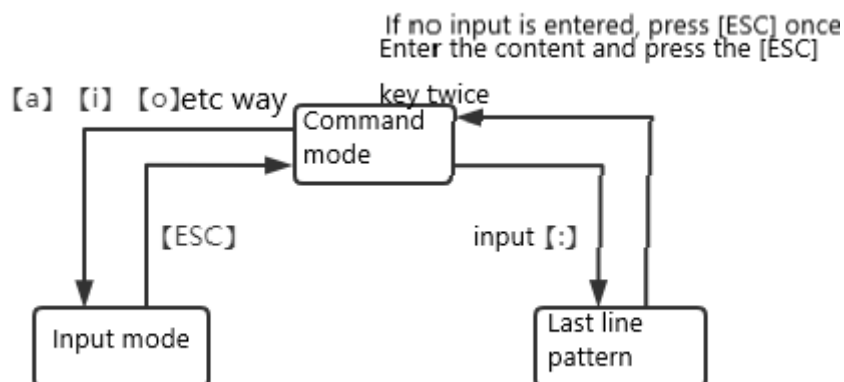 If no input is entered, press [ESC] once
Enter the content and press the [ESC]
key twice
【a】 【i】 【o】etc way
Command
mode
【ESC】
input 【:】
Input mode
Last line
pattern